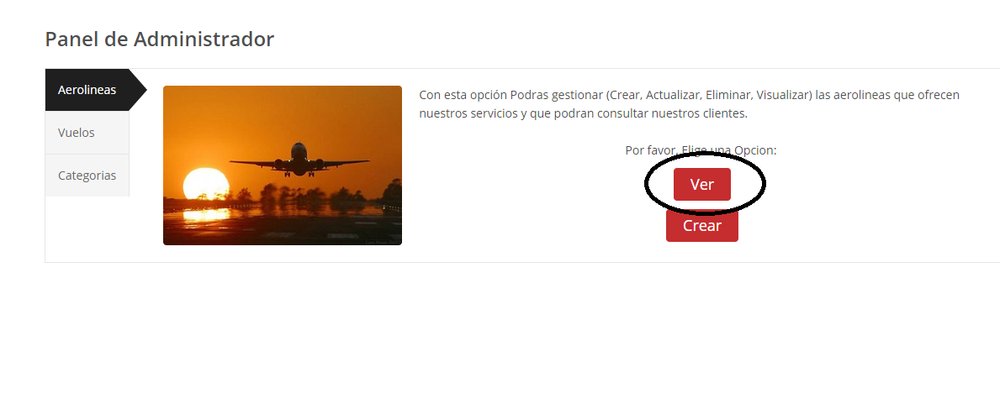 Panel de Administrador
Aerolineas
Vuelos
Categorias
Con esta opción Podras gestionar (Crear, Actualizar, Eliminar, Visualizar) las aerolineas que ofrecen
nuestros servicios y que podran consultar nuestros clientes.
Por favor, Elige una Opcion:
Ver
Crear